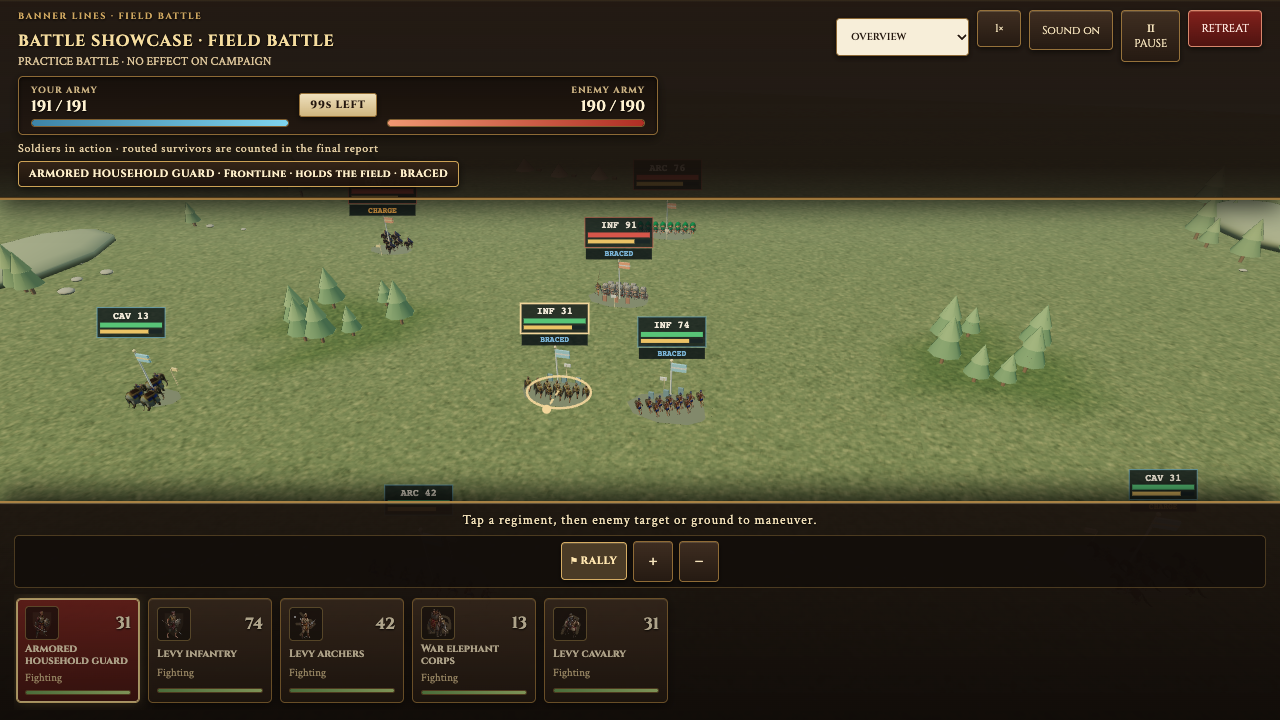 BANNER LINES · FIELD BATTLE
BATTLE SHOWCASE · FIELD BATTLE
PRACTICE BATTLE · NO EFFECT ON CAMPAIGN
OVERVIEW
1×
SOUND ON
PAUSE
RETREAT
YOUR ARMY
191 / 191
99S LEFT
ENEMY ARMY
190 / 190
Soldiers in action · routed survivors are counted in the final report
ARMORED HOUSEHOLD GUARD · FRONTLINE · HOLDS THE FIELD · BRACED
ARC 76
CHARGE
INF 91
BRACED
CAV 13
INF 31
BRACED
INF 74
BRACED
ARC 42
CAV 31
Tap a regiment, then enemy target or ground to maneuver.
RALLY
+
−
31
ARMORED HOUSEHOLD GUARD
Fighting
74
LEVY INFANTRY
Fighting
42
LEVY ARCHERS
Fighting
13
WAR ELEPHANT CORPS
Fighting
31
LEVY CAVALRY
Fighting